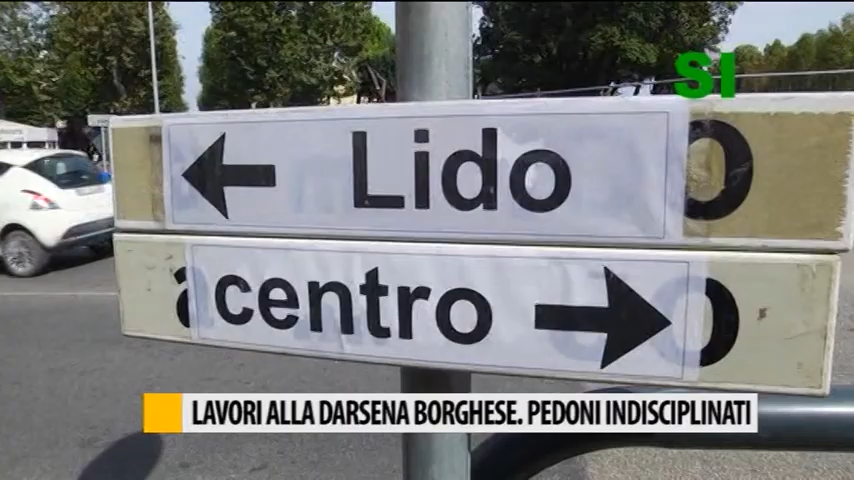 SI
Lido
centro
LAVORI ALLA DARSENA BORGHESE. PEDONI INDISCIPLINATI